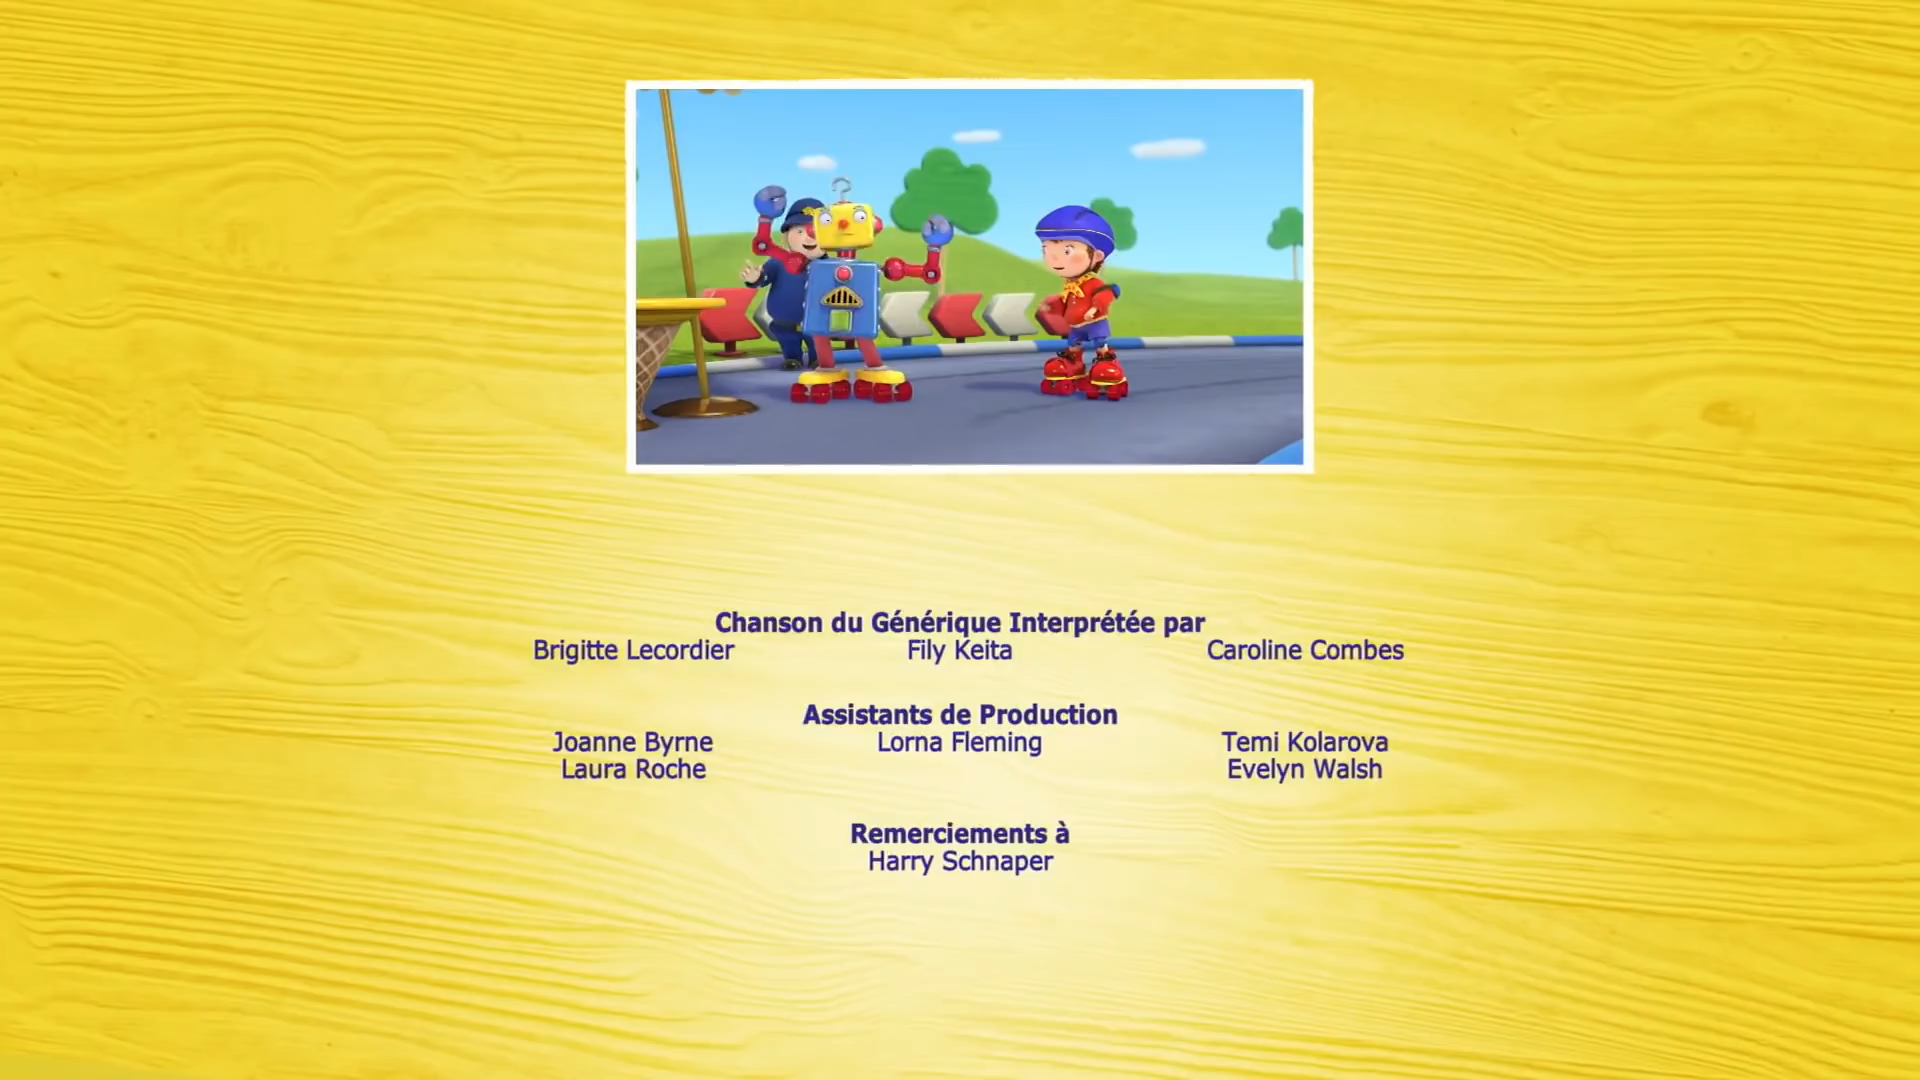 Chanson du Générique Interprétée par
Brigitte Lecordier Fily Keita Caroline Combes
Assistants de Production
Joanne Byrne Lorna Fleming Temi Kolarova
Laura Roche Evelyn Walsh
Remerciements à
Harry Schnaper